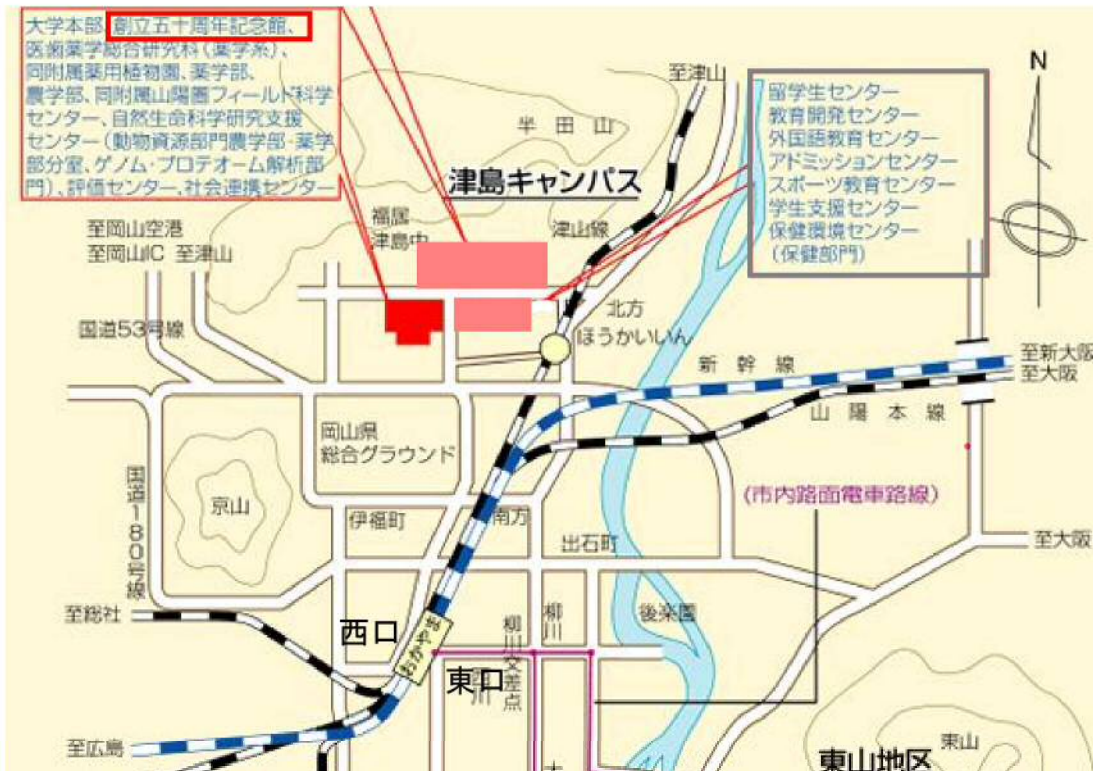 大学本部、創立五十周年記念館、
医歯薬学総合研究科(薬学系)、
同附属薬用植物園、薬学部、
農学部、同附属山陽圏フィールド科学
センター、自然生命科学研究支援
センター(動物資源部門農学部・薬学
部分室、ゲノム・プロテオーム解析部
門)、評価センター、社会連携センター
至津山
N
留学生センター
教育開発センター
外国語教育センター
アドミッションセンター
スポーツ教育センター
学生支援センター
保健環境センター
(保健部門)
半田山
津島キャンパス
福居
津島中
津山線
至岡山空港
至岡山IC 至津山
国道53号線
北方
ほうかいいん
新幹線
至新大阪
至大阪
山陽本線
岡山県
総合グラウンド
国道180号線
京山
(市内路面電車路線)
伊福町
南方
出石町
至大阪
至総社
西口
おかやま
東口
西川
柳川交差点
柳川
後楽園
至広島
東山
東山地区